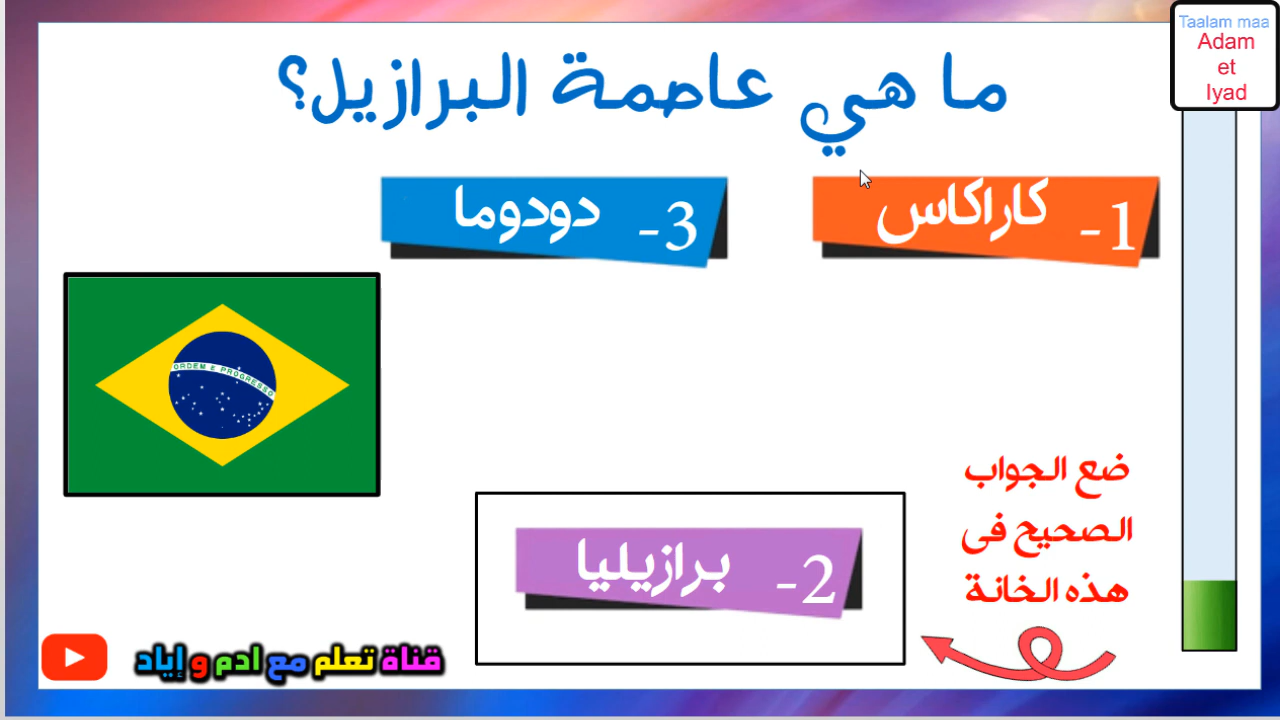 Taalam maa
Adam
et
Iyad
ما هي عاصمة البرازيل؟
1- كاراكاس
3- دودوما
ORDEM E PROGRESSO
ضع الجواب
الصحيح فى
هذه الخانة
2- برازيليا
قناة تعلم مع ادم و إياد